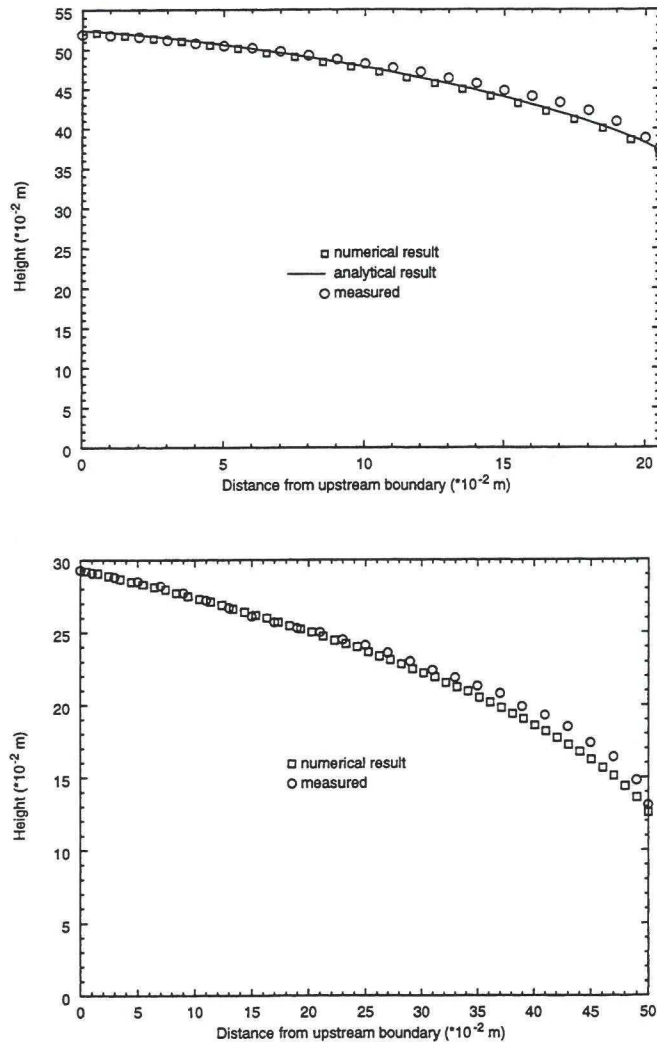 55
50
45
40
35
30
25
20
15
10
5
0
Height (*10⁻² m)
numerical result
analytical result
measured
0 5 10 15 20
Distance from upstream boundary (*10⁻² m)
30
25
20
15
10
5
0
Height (*10⁻² m)
numerical result
measured
0 5 10 15 20 25 30 35 40 45 50
Distance from upstream boundary (*10⁻² m)